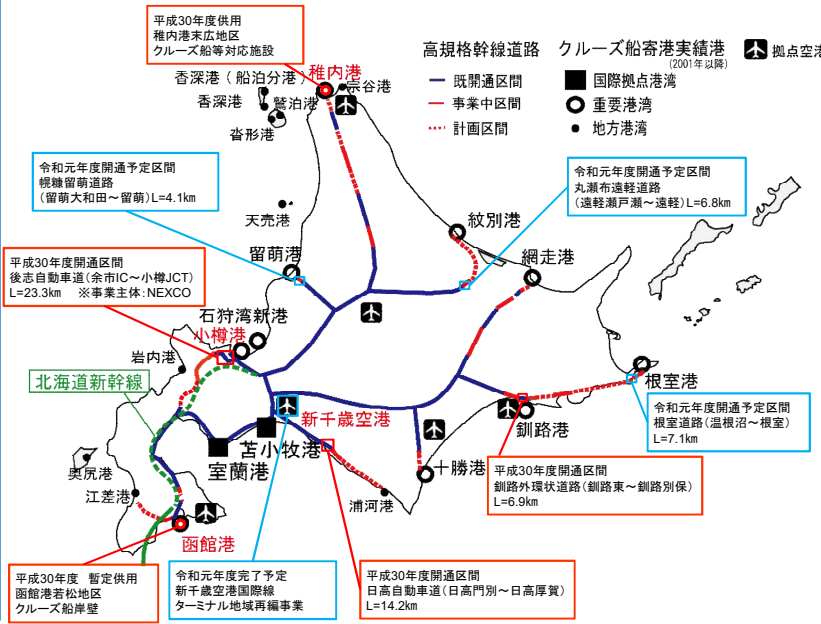 平成30年度供用
稚内港末広地区
クルーズ船等対応施設
高規格幹線道路
既開通区間
事業中区間
計画区間
クルーズ船寄港実績港
(2001年以降)
国際拠点港湾
重要港湾
地方港湾
拠点空港
香深港(船泊分港)
稚内港
宗谷港
香深港
鴛泊港
沓形港
令和元年度開通予定区間
幌糠留萌道路
(留萌大和田~留萌)L=4.1km
令和元年度開通予定区間
丸瀬布遠軽道路
(遠軽瀬戸瀬~遠軽)L=6.8km
天売港
紋別港
留萌港
網走港
平成30年度開通区間
後志自動車道(余市IC~小樽JCT)
L=23.3km ※事業主体:NEXCO
石狩湾新港
小樽港
岩内港
北海道新幹線
根室港
新千歳空港
釧路港
令和元年度開通予定区間
根室道路(温根沼~根室)
L=7.1km
苫小牧港
室蘭港
奥尻港
江差港
十勝港
浦河港
平成30年度開通区間
釧路外環状道路(釧路東~釧路別保)
L=6.9km
函館港
平成30年度 暫定供用
函館港若松地区
クルーズ船岸壁
令和元年度完了予定
新千歳空港国際線
ターミナル地域再編事業
平成30年度開通区間
日高自動車道(日高門別~日高厚賀)
L=14.2km